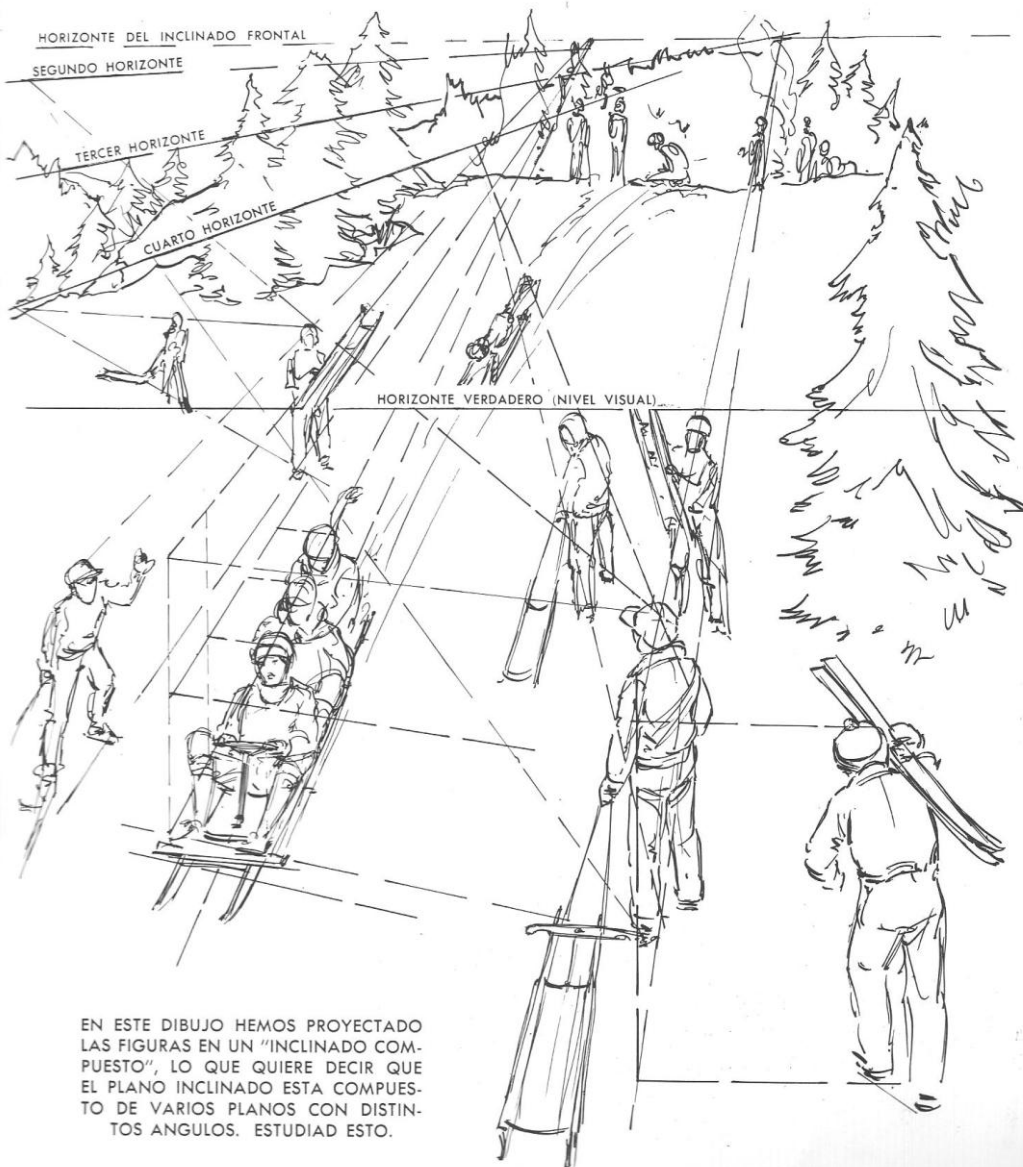 HORIZONTE DEL INCLINADO FRONTAL
SEGUNDO HORIZONTE
TERCER HORIZONTE
CUARTO HORIZONTE
HORIZONTE VERDADERO (NIVEL VISUAL)
EN ESTE DIBUJO HEMOS PROYECTADO
LAS FIGURAS EN UN "INCLINADO COM-
PUESTO", LO QUE QUIERE DECIR QUE
EL PLANO INCLINADO ESTA COMPUES-
TO DE VARIOS PLANOS CON DISTIN-
TOS ANGULOS. ESTUDIAD ESTO.